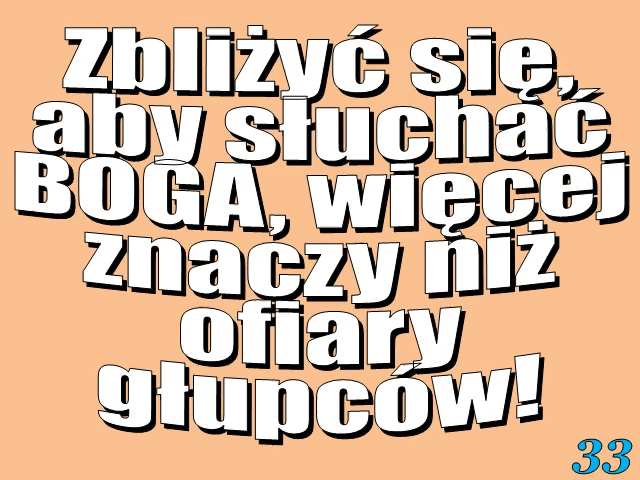 Zbliżyć się,
aby słuchać
BOGA, więcej
znaczy niż
ofiary
głupców!
33